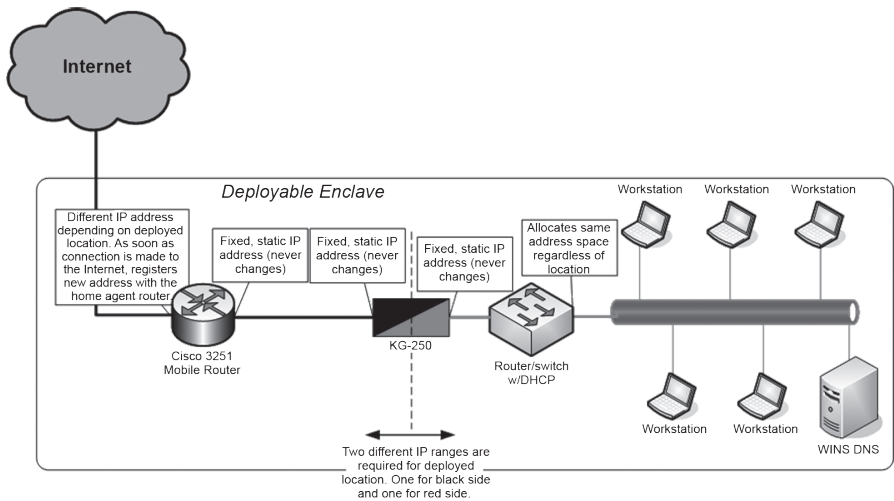 Internet
Deployable Enclave
Different IP address
depending on deployed
location. As soon as
connection is made to
the Internet, registers
new address with the
home agent router
Fixed, static IP
address (never
changes)
Fixed, static IP
address (never
changes)
Fixed, static IP
address (never
changes)
Allocates same
address space
regardless of
location
Workstation
Workstation
Workstation
Cisco 3251
Mobile Router
KG-250
Router/switch
w/DHCP
Workstation
Workstation
WINS DNS
Two different IP ranges are
required for deployed
location. One for black side
and one for red side.